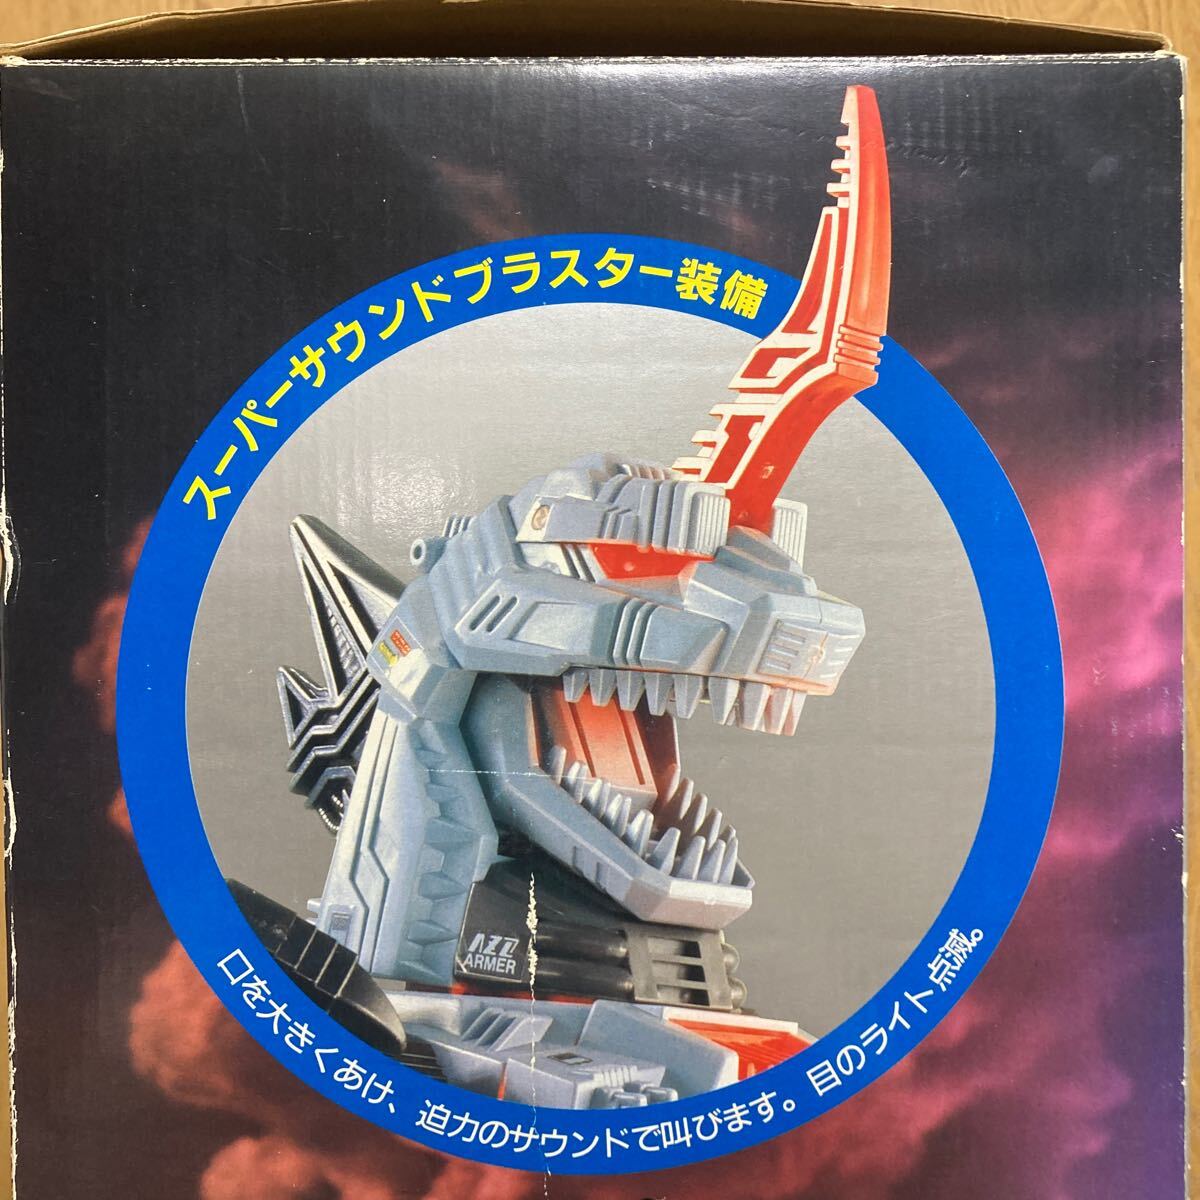 スーパーサウンドブラスター装備
AZZ
ARMER
口を大きくあけ、迫力のサウンドで叫びます。目のライト点滅。